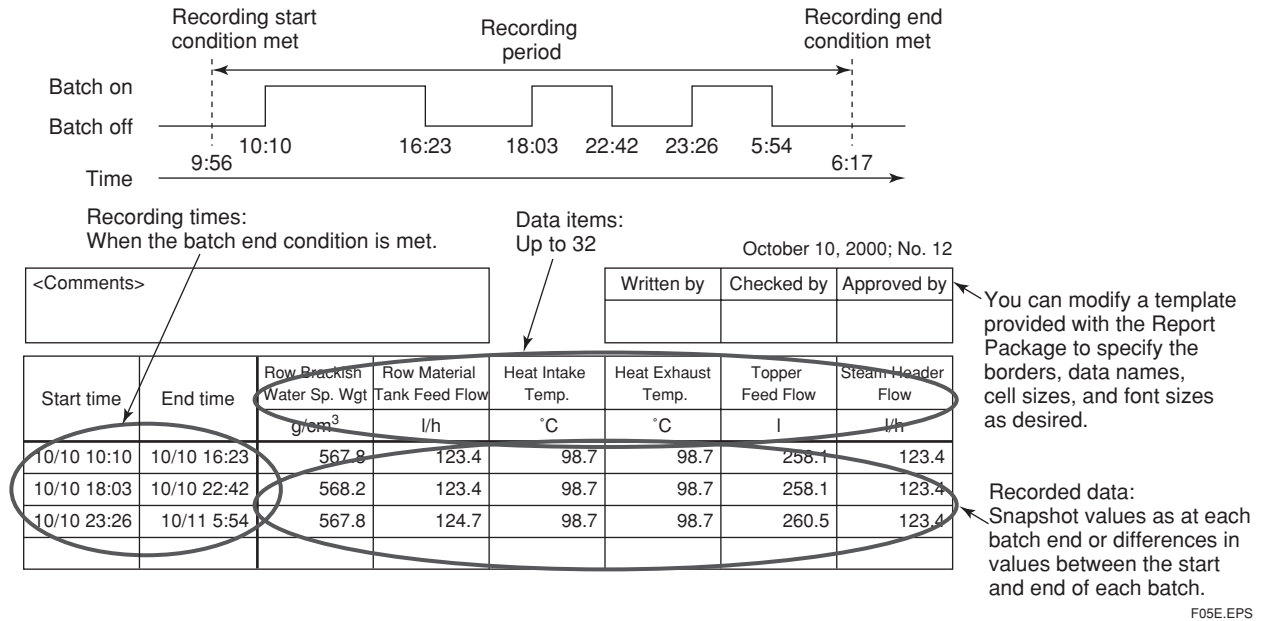 Recording start
condition met
Recording
period
Recording end
condition met
Batch on
Batch off
10:10
16:23
18:03
22:42
23:26
5:54
9:56
6:17
Time
Recording times:
When the batch end condition is met.
Data items:
Up to 32
October 10, 2000; No. 12
<Comments>
Written by Checked by Approved by
You can modify a template
provided with the Report
Package to specify the
borders, data names,
cell sizes, and font sizes
as desired.
Start time End time
Row Brackish Row Material Heat Intake Heat Exhaust Topper Steam Header
Water Sp. Wgt Tank Feed Flow Temp. Temp. Feed Flow Flow
g/cm³ l/h ˚C ˚C l l/h
10/10 10:10 10/10 16:23 567.8 123.4 98.7 98.7 258.1 123.4
10/10 18:03 10/10 22:42 568.2 123.4 98.7 98.7 258.1 123.4
10/10 23:26 10/11 5:54 567.8 124.7 98.7 98.7 260.5 123.4
Recorded data:
Snapshot values as at each
batch end or differences in
values between the start
and end of each batch.
F05E.EPS